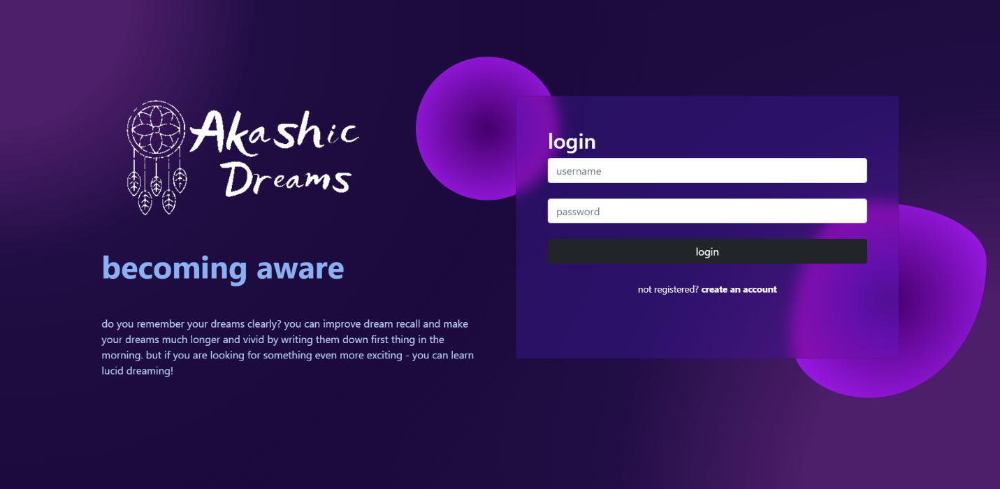 Akashic
Dreams
becoming aware
do you remember your dreams clearly? you can improve dream recall and make
your dreams much longer and vivid by writing them down first thing in the
morning. but if you are looking for something even more exciting - you can learn
lucid dreaming!
login
username
password
login
not registered? create an account